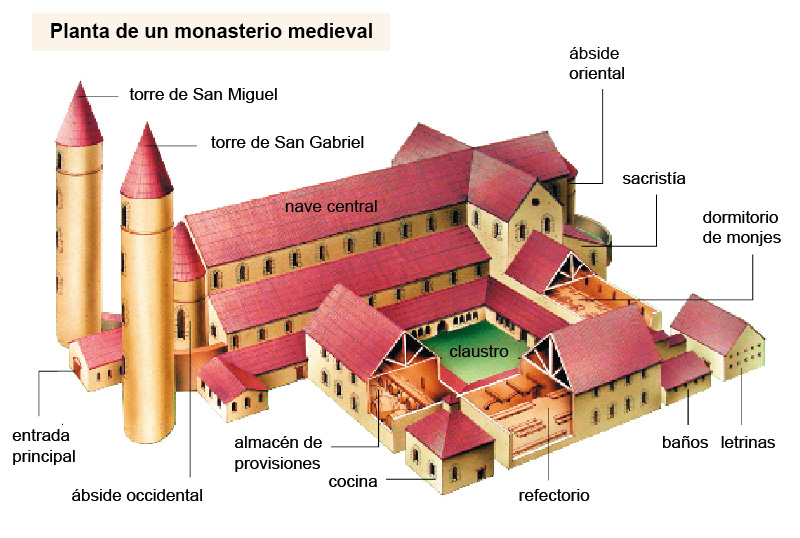 Planta de un monasterio medieval
ábside
oriental
torre de San Miguel
torre de San Gabriel
sacristía
nave central
dormitorio
de monjes
claustro
entrada
principal
almacén de
provisiones
baños
letrinas
cocina
ábside occidental
refectorio